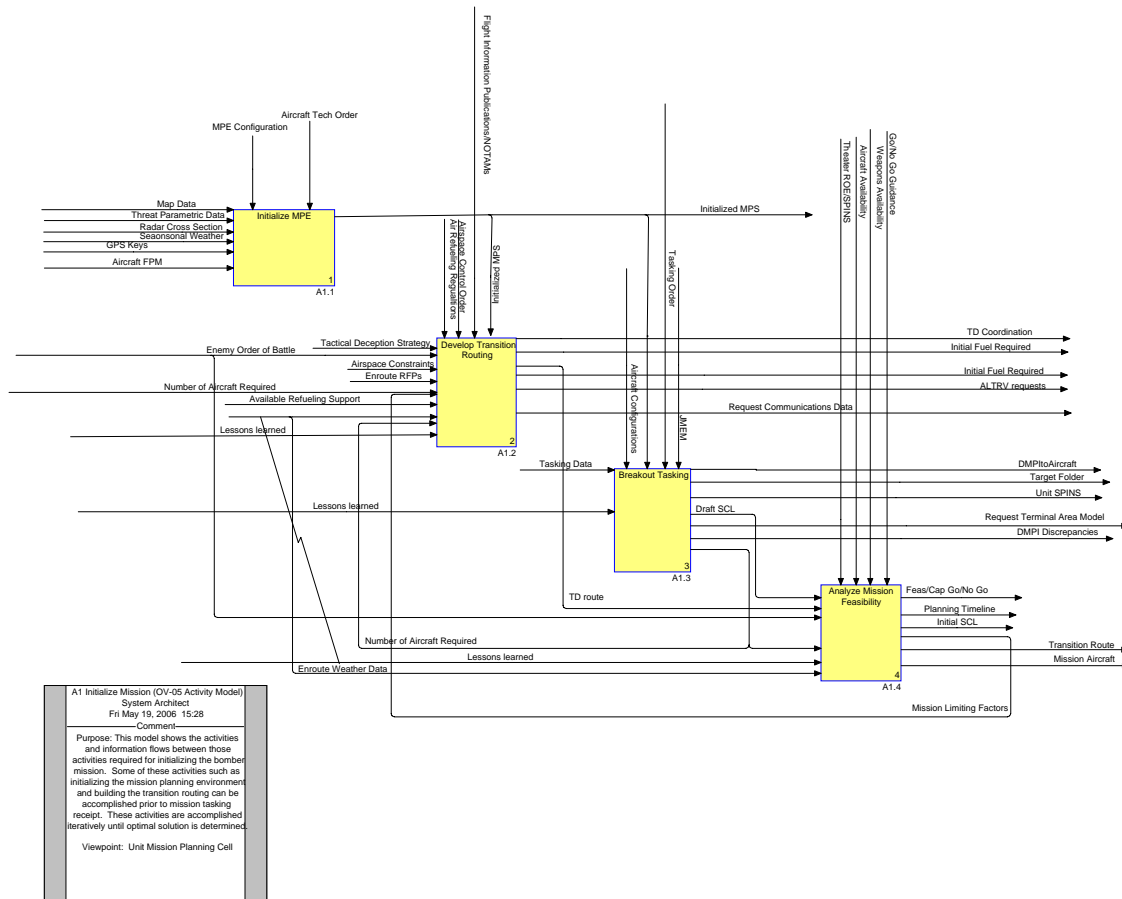 Flight Information Publications/NOTAMs
Aircraft Tech Order
MPE Configuration
Go/No Go Guidance
Weapons Availability
Aircraft Availability
Theater ROE/SPINS
Map Data
Threat Parametric Data
Radar Cross Section
Seaonsonal Weather
GPS Keys
Aircraft FPM
Initialize MPE
1
A1.1
Initialized MPS
Airspace Control Order
Air Refueling Regualtions
Initialized MPS
Tasking Order
Tactical Deception Strategy
Enemy Order of Battle
Airspace Constraints
Enroute RFPs
Number of Aircraft Required
Available Refueling Support
Lessons learned
Develop Transition
Routing
2
A1.2
TD Coordination
Initial Fuel Required
Initial Fuel Required
ALTRV requests
Request Communications Data
Aircraft Configurations
JMEM
Tasking Data
Lessons learned
Breakout Tasking
3
A1.3
DMPItoAircraft
Target Folder
Unit SPINS
Draft SCL
Request Terminal Area Model
DMPI Discrepancies
TD route
Number of Aircraft Required
Lessons learned
Enroute Weather Data
Analyze Mission
Feasibility
4
A1.4
Feas/Cap Go/No Go
Planning Timeline
Initial SCL
Transition Route
Mission Aircraft
Mission Limiting Factors
A1 Initialize Mission (OV-05 Activity Model)
System Architect
Fri May 19, 2006 15:28
Comment
Purpose: This model shows the activities
and information flows between those
activities required for initializing the bomber
mission. Some of these activities such as
initializing the mission planning environment
and building the transition routing can be
accomplished prior to mission tasking
receipt. These activities are accomplished
iteratively until optimal solution is determined.
Viewpoint: Unit Mission Planning Cell